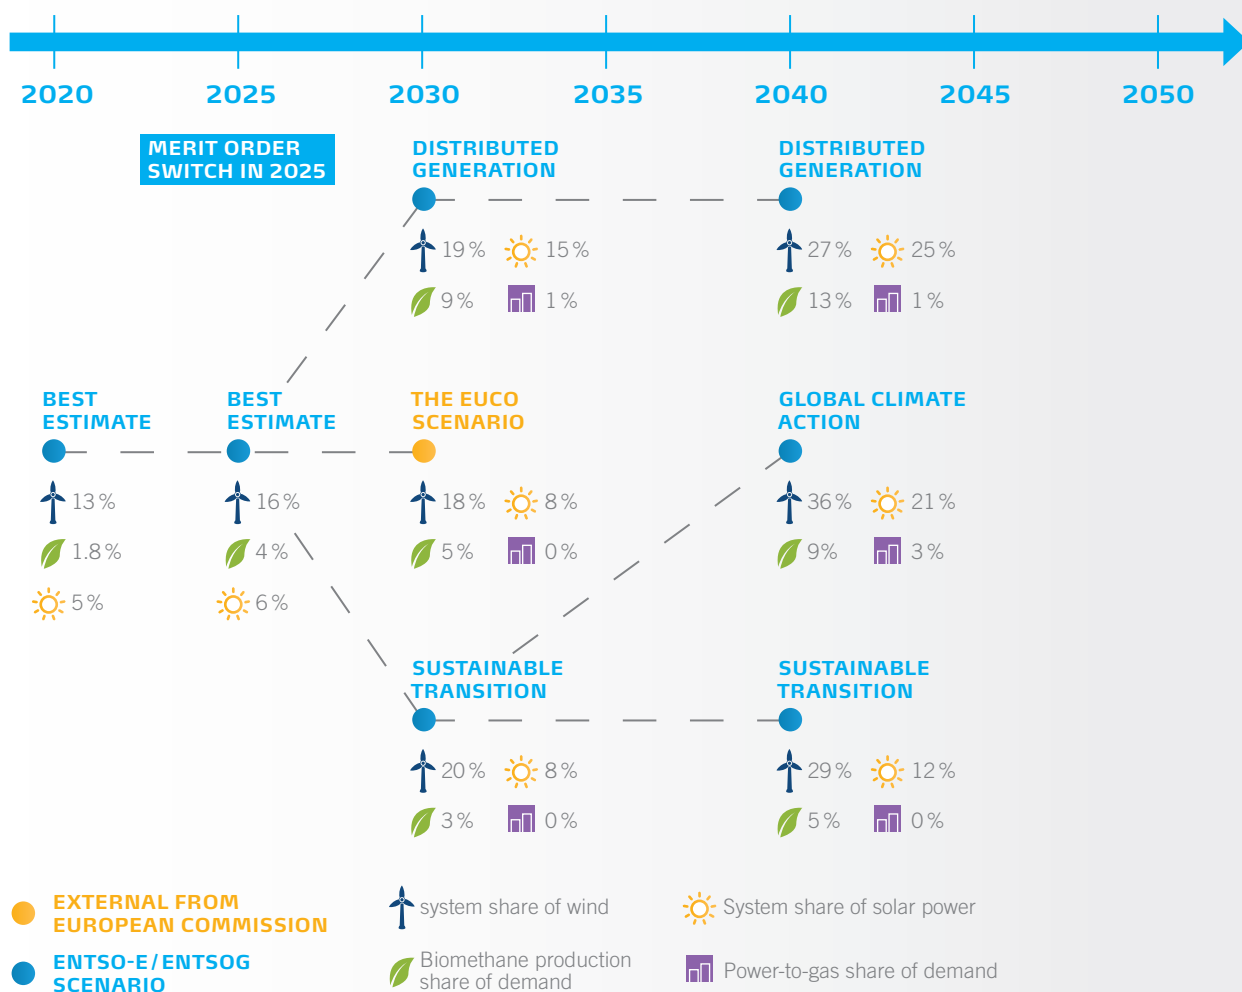 2020
2025
2030
2035
2040
2045
2050
MERIT ORDER
SWITCH IN 2025
DISTRIBUTED
GENERATION
19 %
15 %
9 %
1 %
DISTRIBUTED
GENERATION
27 %
25 %
13 %
1 %
BEST
ESTIMATE
13 %
1.8 %
5 %
BEST
ESTIMATE
16 %
4 %
6 %
THE EUCO
SCENARIO
18 %
8 %
5 %
0 %
GLOBAL CLIMATE
ACTION
36 %
21 %
9 %
3 %
SUSTAINABLE
TRANSITION
20 %
8 %
3 %
0 %
SUSTAINABLE
TRANSITION
29 %
12 %
5 %
0 %
EXTERNAL FROM
EUROPEAN COMMISSION
ENTSO-E / ENTSOG
SCENARIO
system share of wind
Biomethane production
share of demand
System share of solar power
Power-to-gas share of demand